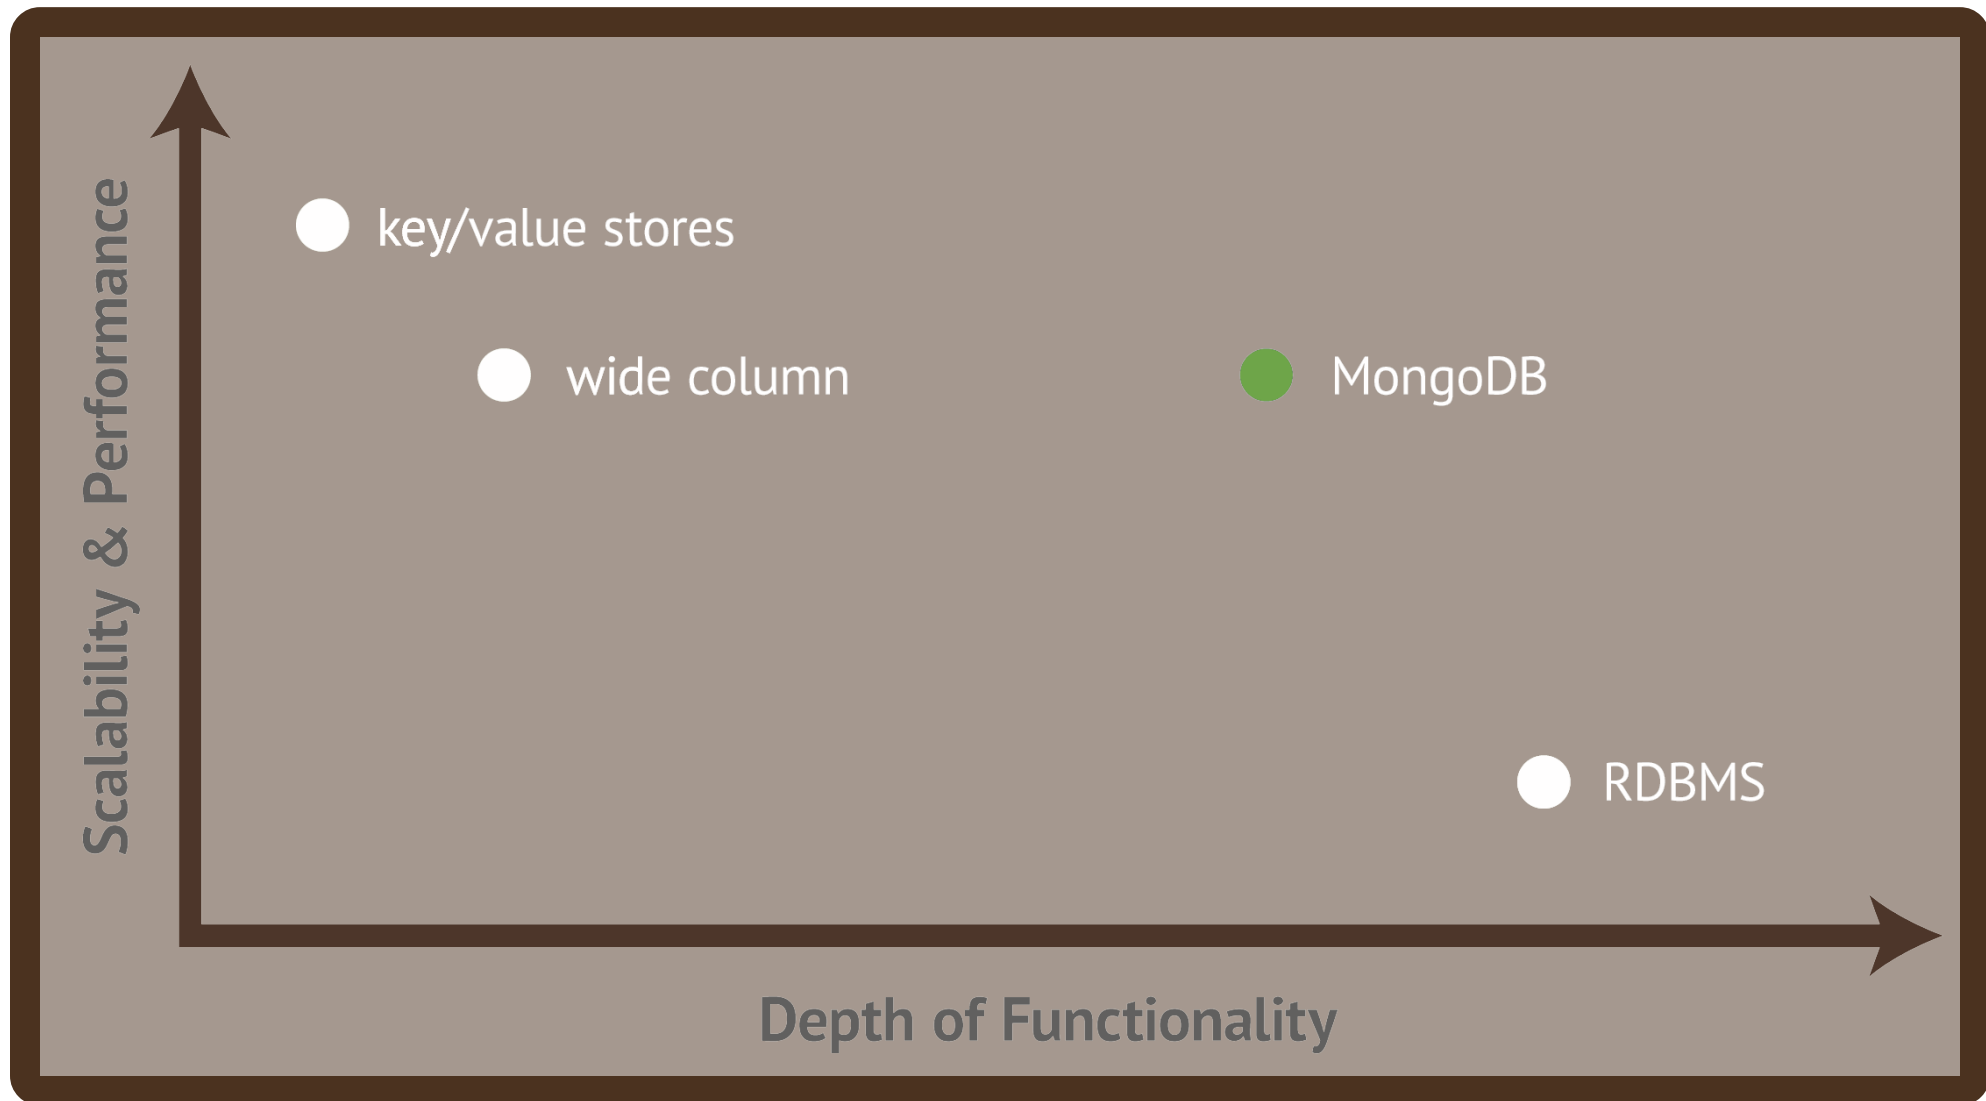 Scalability & Performance
key/value stores
wide column
MongoDB
RDBMS
Depth of Functionality